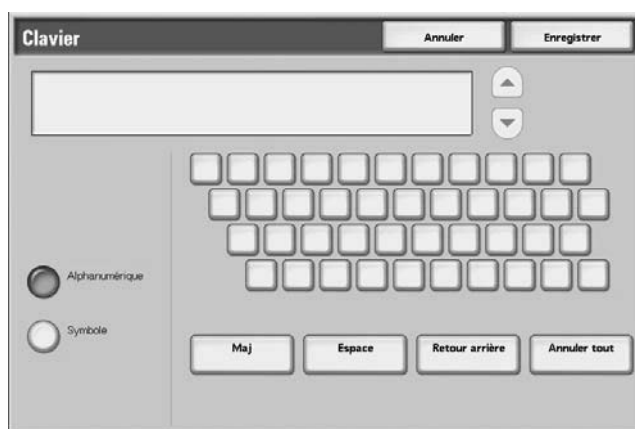 Clavier
Annuler
Enregistrer
Alphanumérique
Symbole
Maj
Espace
Retour arrière
Annuler tout